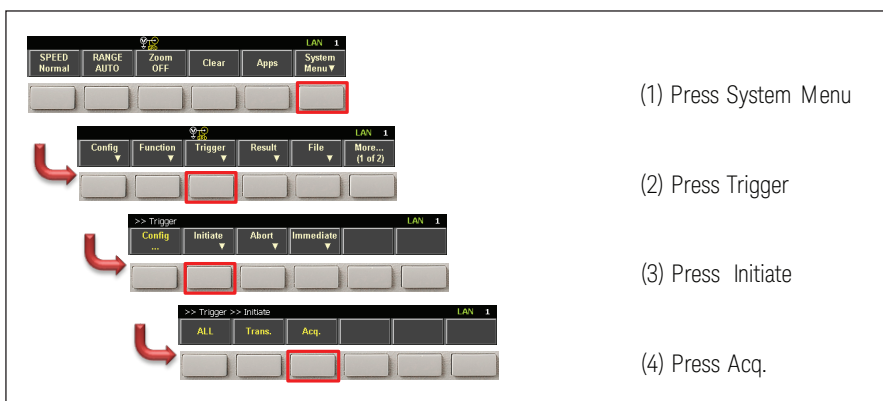 LAN 1
SPEED Normal RANGE AUTO Zoom OFF Clear Apps System Menu▼
(1) Press System Menu
LAN 1
Config ▼ Function ▼ Trigger ▼ Result ▼ File ▼ More... (1 of 2)
(2) Press Trigger
>> Trigger LAN 1
Config ... Initiate ▼ Abort ▼ Immediate ▼
(3) Press Initiate
>> Trigger >> Initiate LAN 1
ALL Trans. Acq.
(4) Press Acq.